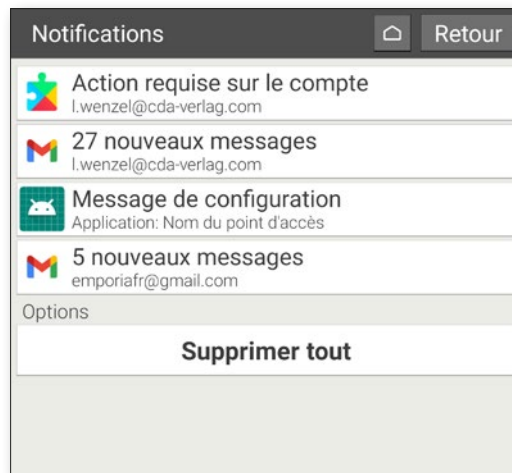 Notifications
Retour
Action requise sur le compte
l.wenzel@cda-verlag.com
27 nouveaux messages
l.wenzel@cda-verlag.com
Message de configuration
Application: Nom du point d'accès
5 nouveaux messages
emporiafr@gmail.com
Options
Supprimer tout